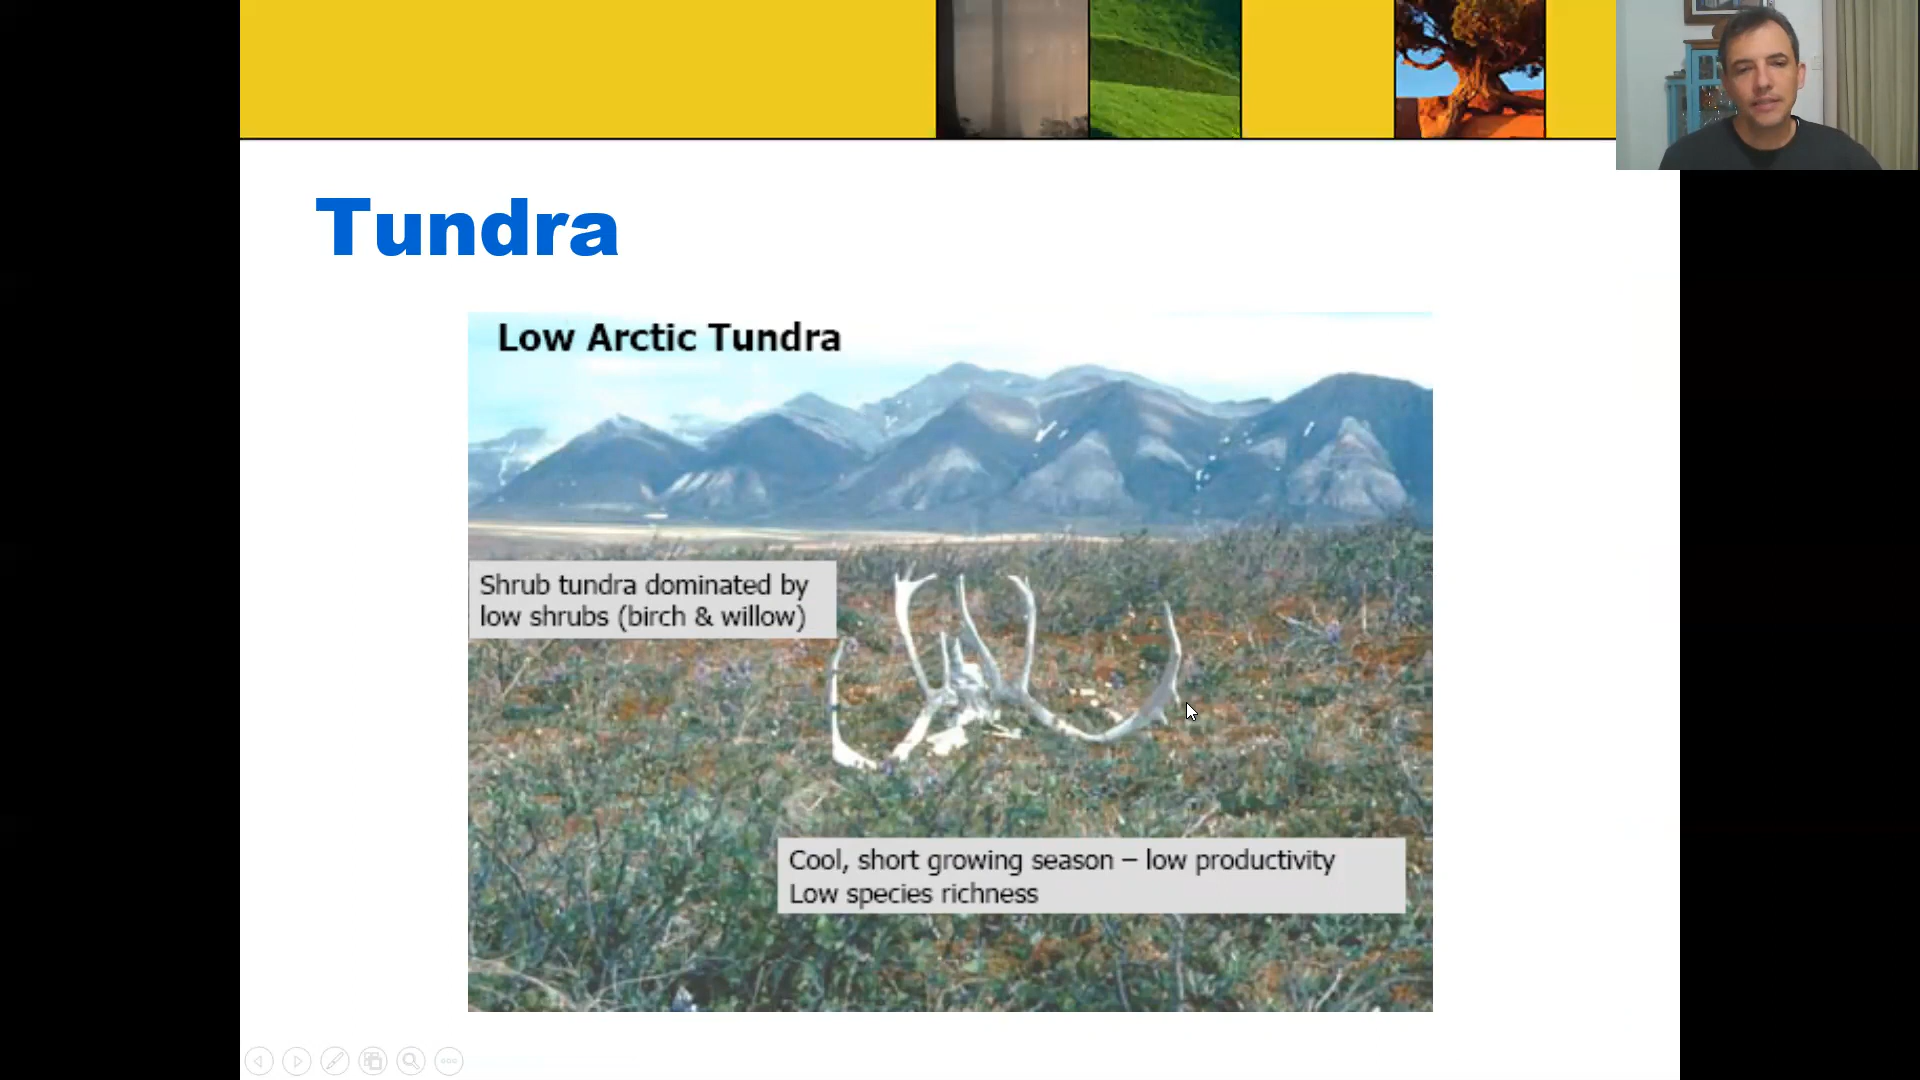 Tundra
Low Arctic Tundra
Shrub tundra dominated by
low shrubs (birch & willow)
Cool, short growing season – low productivity
Low species richness